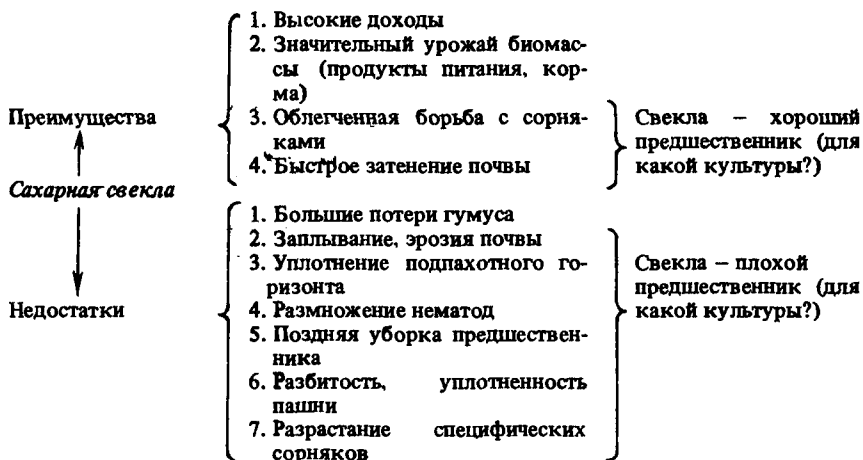 1. Высокие доходы
2. Значительный урожай биомас-
сы (продукты питания, кор-
ма)
Преимущества
3. Облегченная борьба с сорня-
ками
4. Быстрое затенение почвы
Свекла – хороший
предшественник (для
какой культуры?)
Сахарная свекла
1. Большие потери гумуса
2. Заплывание, эрозия почвы
3. Уплотнение подпахотного го-
ризонта
Недостатки
4. Размножение нематод
5. Поздняя уборка предшествен-
ника
6. Разбитость, уплотненность
пашни
7. Разрастание специфических
сорняков
Свекла – плохой
предшественник (для
какой культуры?)